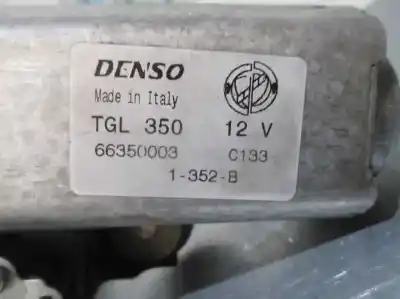 DENSO
Made in Italy
TGL 350 12 V
66350003 C133
1-352-B